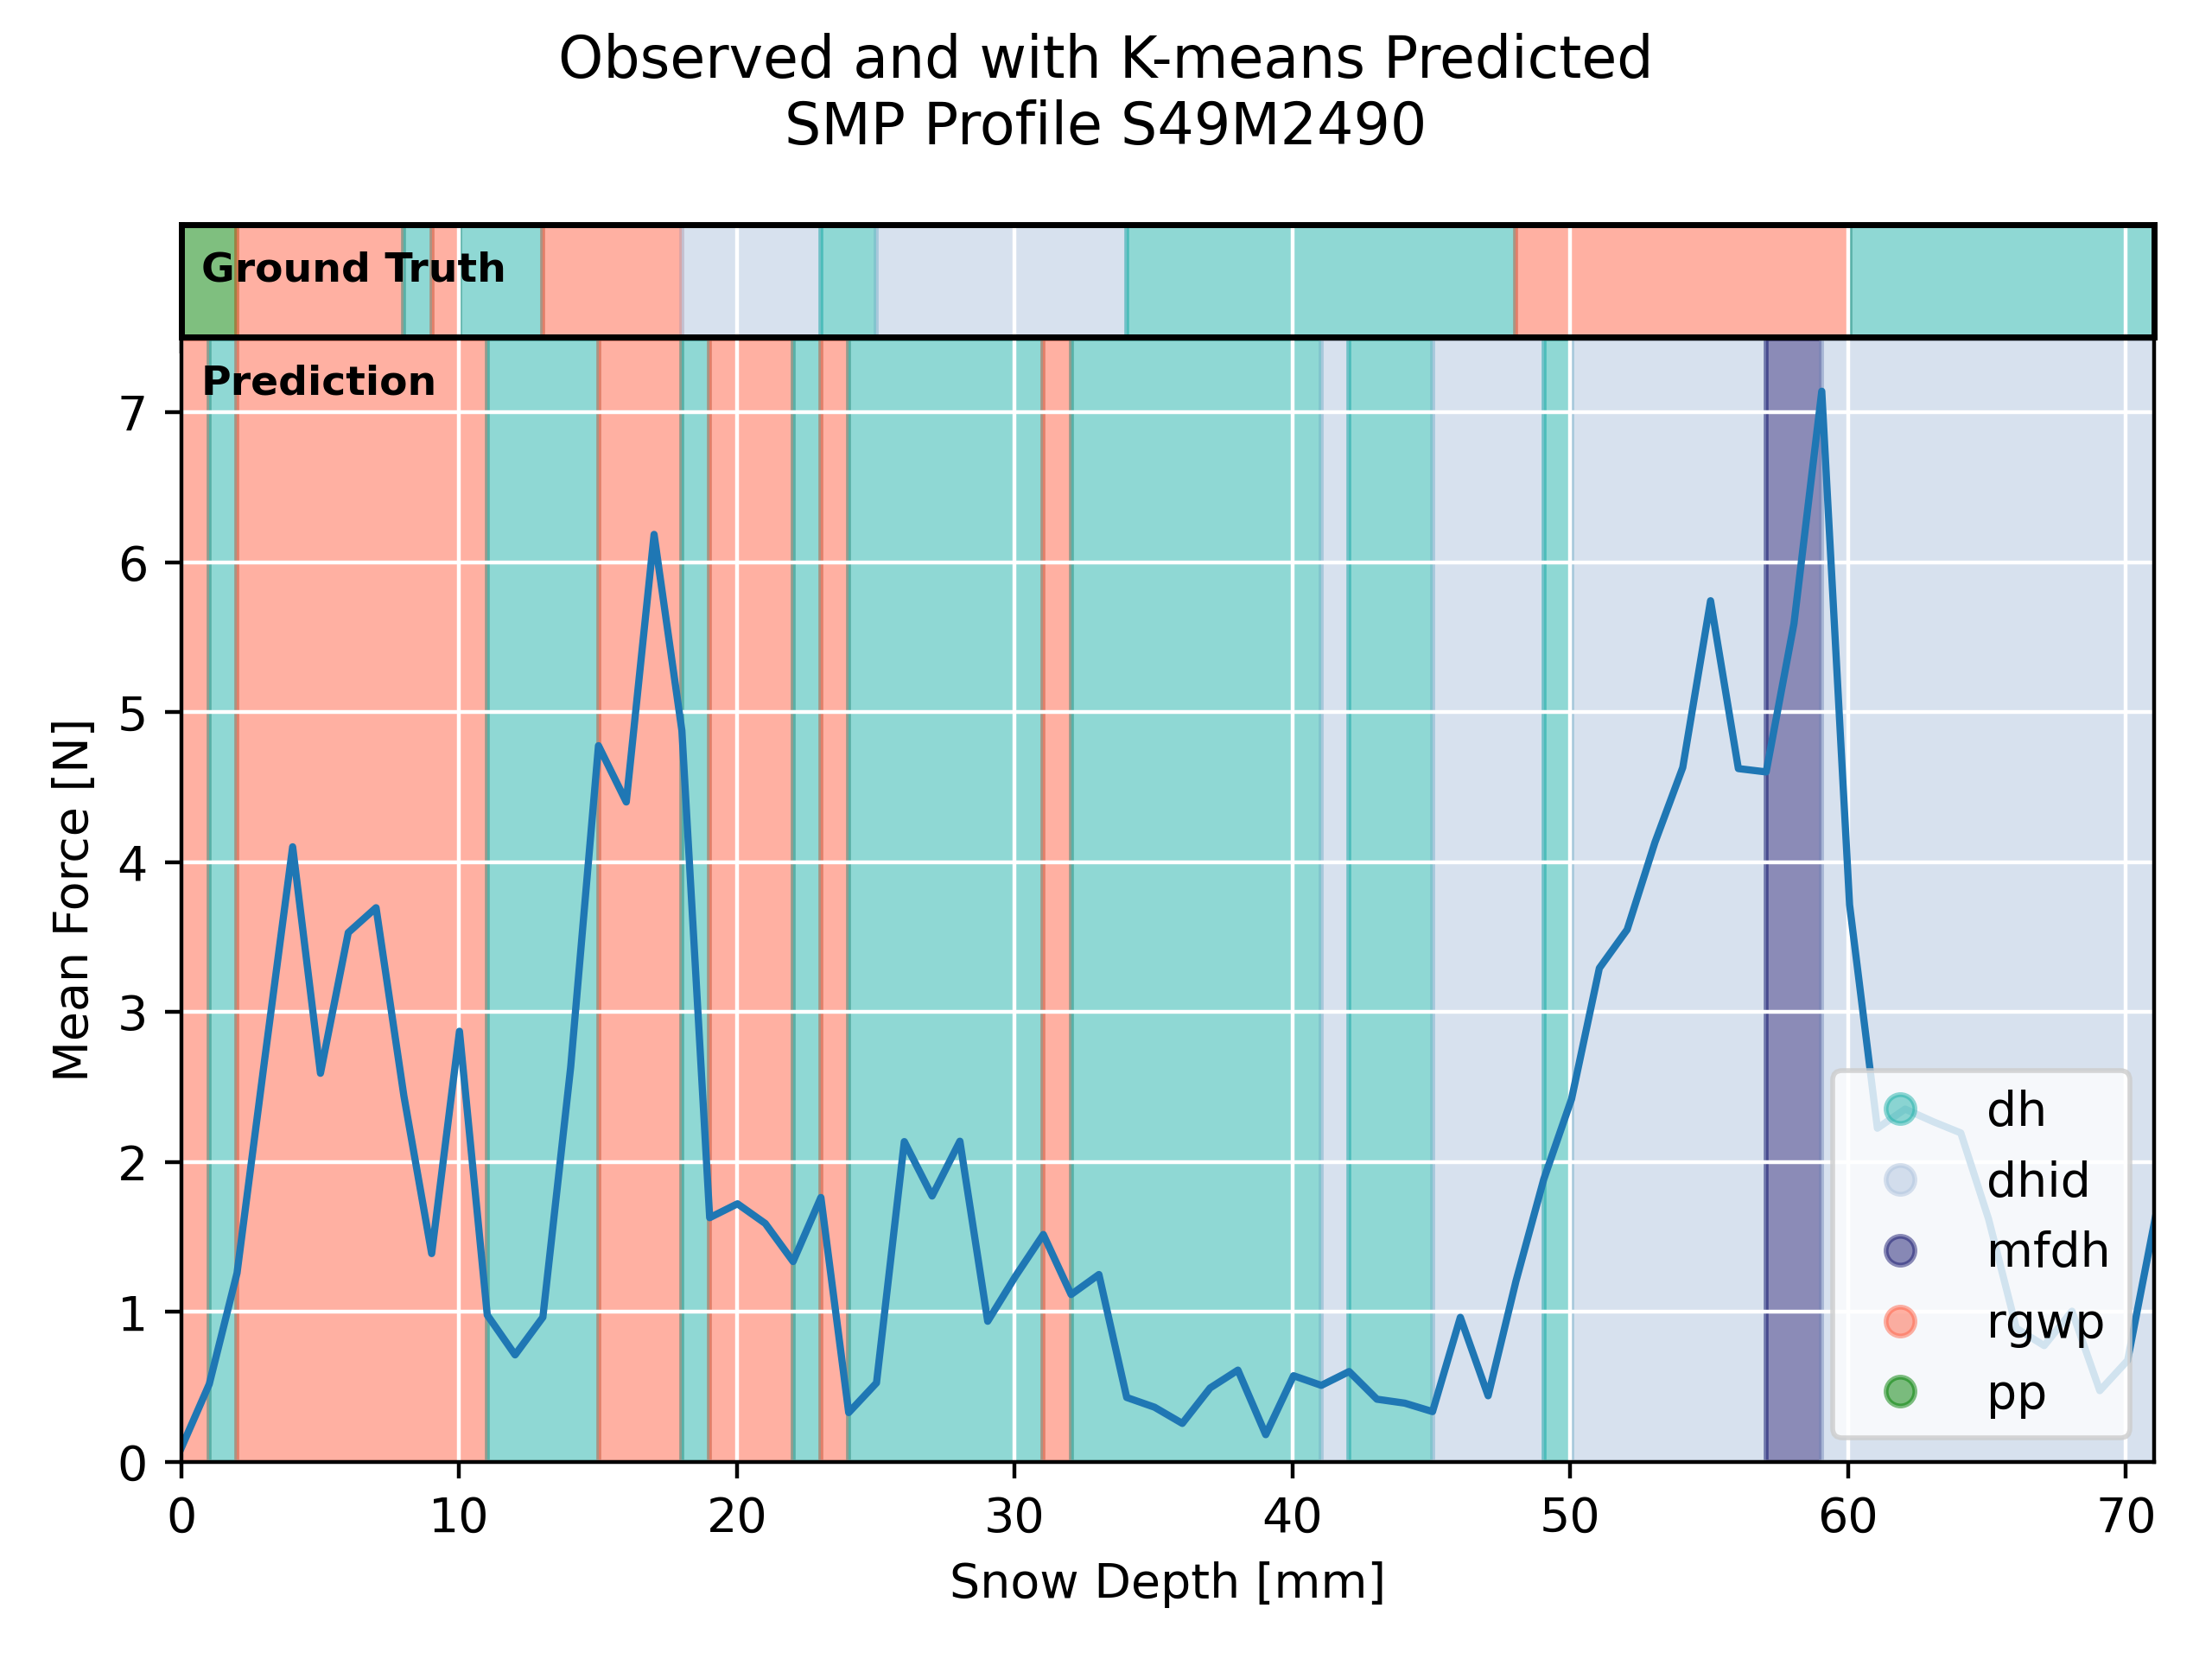 Observed and with K-means Predicted
SMP Profile S49M2490
Ground Truth
Prediction
7
6
5
4
3
2
1
0
Mean Force [N]
dh
dhid
mfdh
rgwp
pp
0 10 20 30 40 50 60 70
Snow Depth [mm]